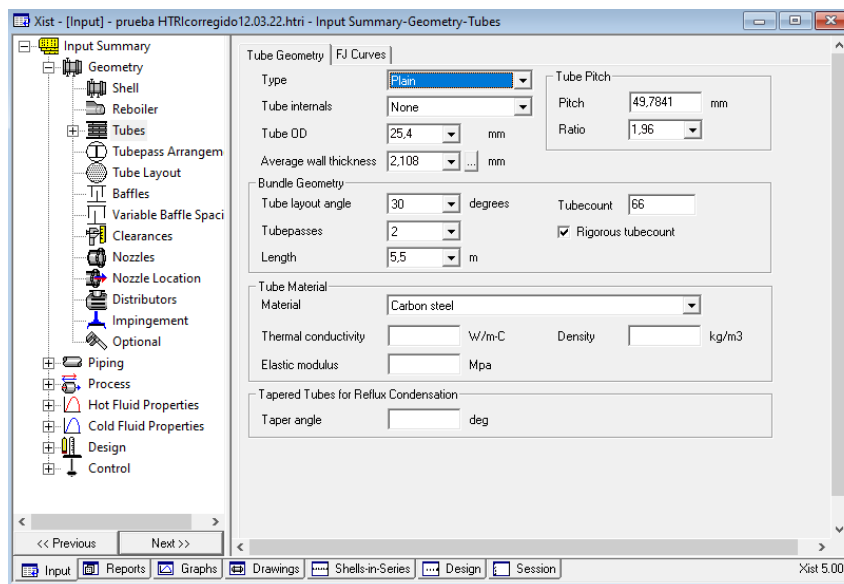 Xist - [Input] - prueba HTRIcorregido12.03.22.htri - Input Summary-Geometry-Tubes
Input Summary
Geometry
Shell
Reboiler
Tubes
Tubepass Arrangem
Tube Layout
Baffles
Variable Baffle Spaci
Clearances
Nozzles
Nozzle Location
Distributors
Impingement
Optional
Piping
Process
Hot Fluid Properties
Cold Fluid Properties
Design
Control
<< Previous Next >>
Tube Geometry FJ Curves
Type Plain
Tube internals None
Tube OD 25,4 mm
Average wall thickness 2,108 ... mm
Tube Pitch
Pitch 49,7841 mm
Ratio 1,96
Bundle Geometry
Tube layout angle 30 degrees Tubecount 66
Tubepasses 2 Rigorous tubecount
Length 5,5 m
Tube Material
Material Carbon steel
Thermal conductivity W/m-C Density kg/m3
Elastic modulus Mpa
Tapered Tubes for Reflux Condensation
Taper angle deg
Input Reports Graphs Drawings Shells-in-Series Design Session Xist 5.00